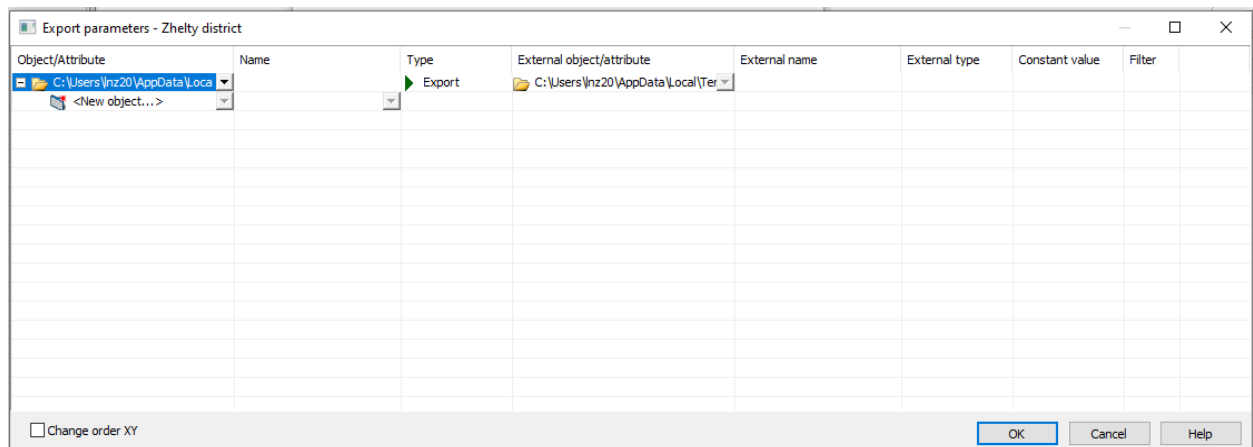 Export parameters - Zhelty district
Object/Attribute Name Type External object/attribute External name External type Constant value Filter
C:\Users\lnz20\AppData\Loca Export C:\Users\lnz20\AppData\Local\Ter
<New object...>
Change order XY OK Cancel Help